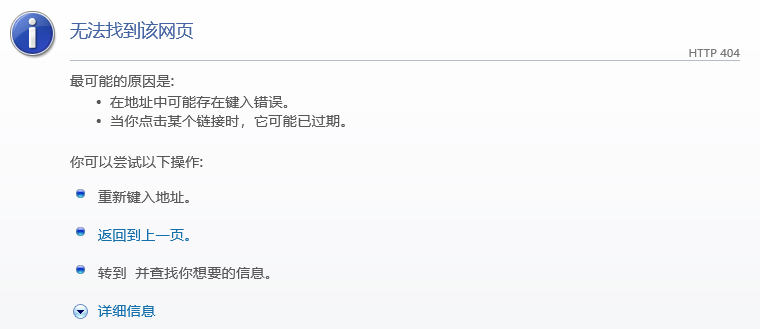 无法找到该网页
HTTP 404
最可能的原因是:
• 在地址中可能存在键入错误。
• 当你点击某个链接时，它可能已过期。
你可以尝试以下操作:
重新键入地址。
返回到上一页。
转到 并查找你想要的信息。
详细信息